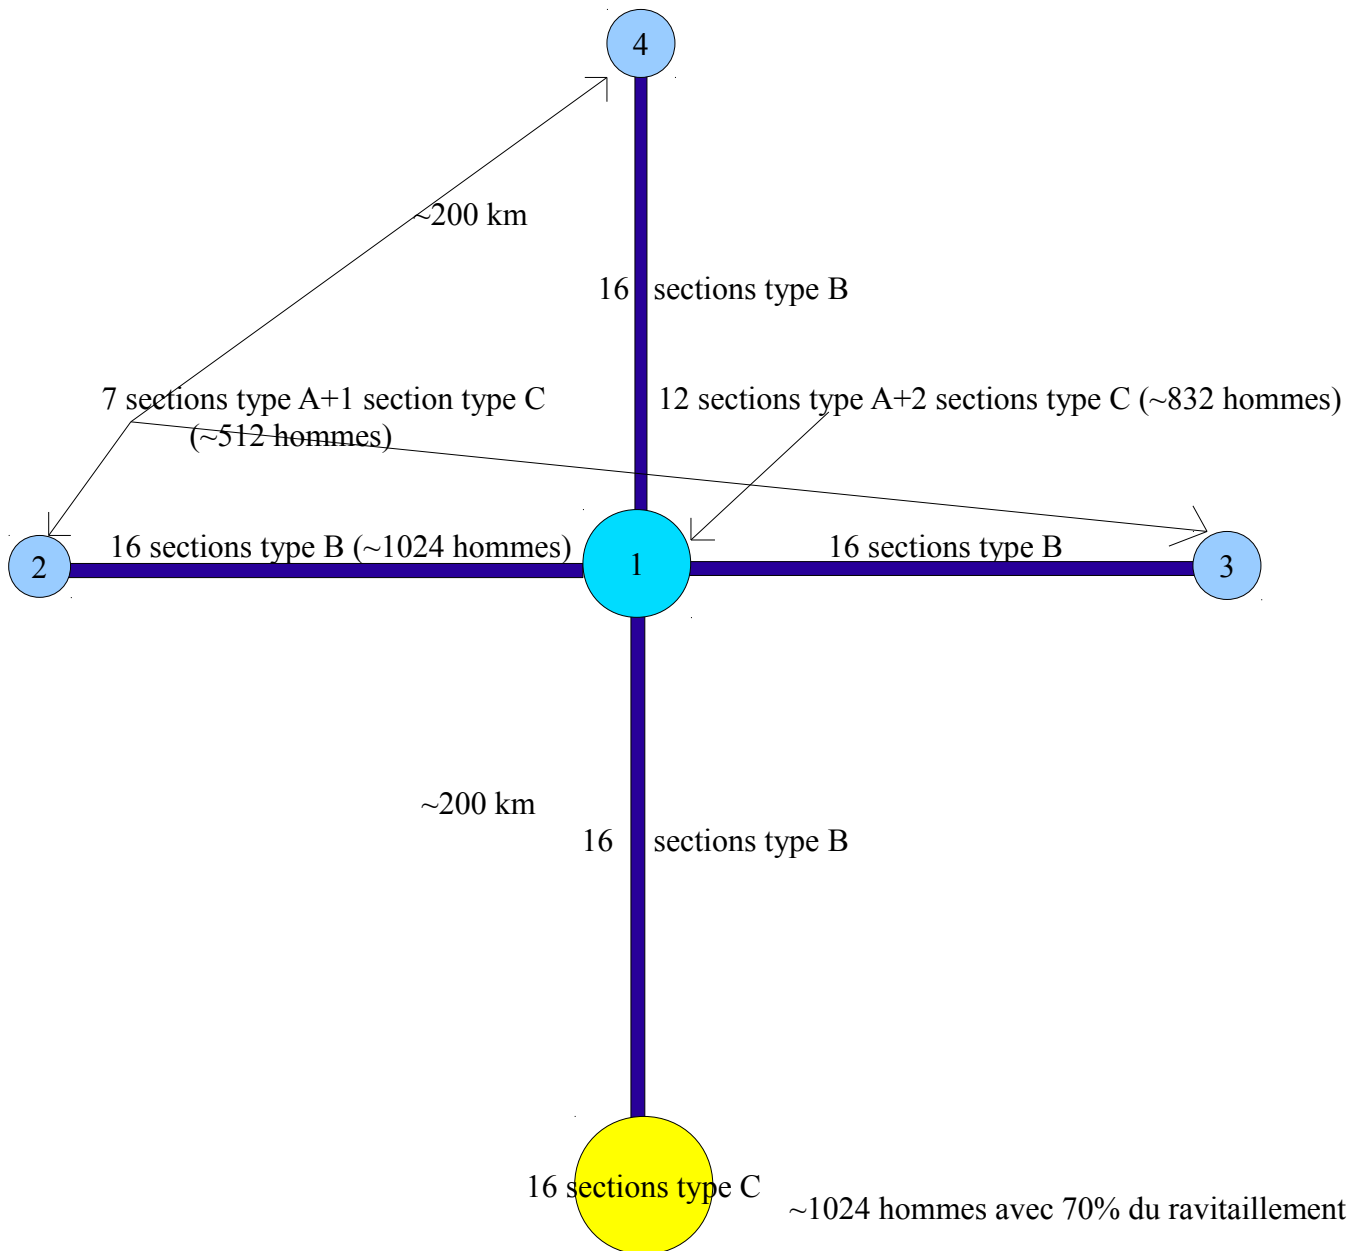 4
~200 km
16 sections type B
7 sections type A+1 section type C
(~512 hommes)
12 sections type A+2 sections type C (~832 hommes)
16 sections type B (~1024 hommes)
16 sections type B
2
1
3
~200 km
16 sections type B
16 sections type C
~1024 hommes avec 70% du ravitaillement